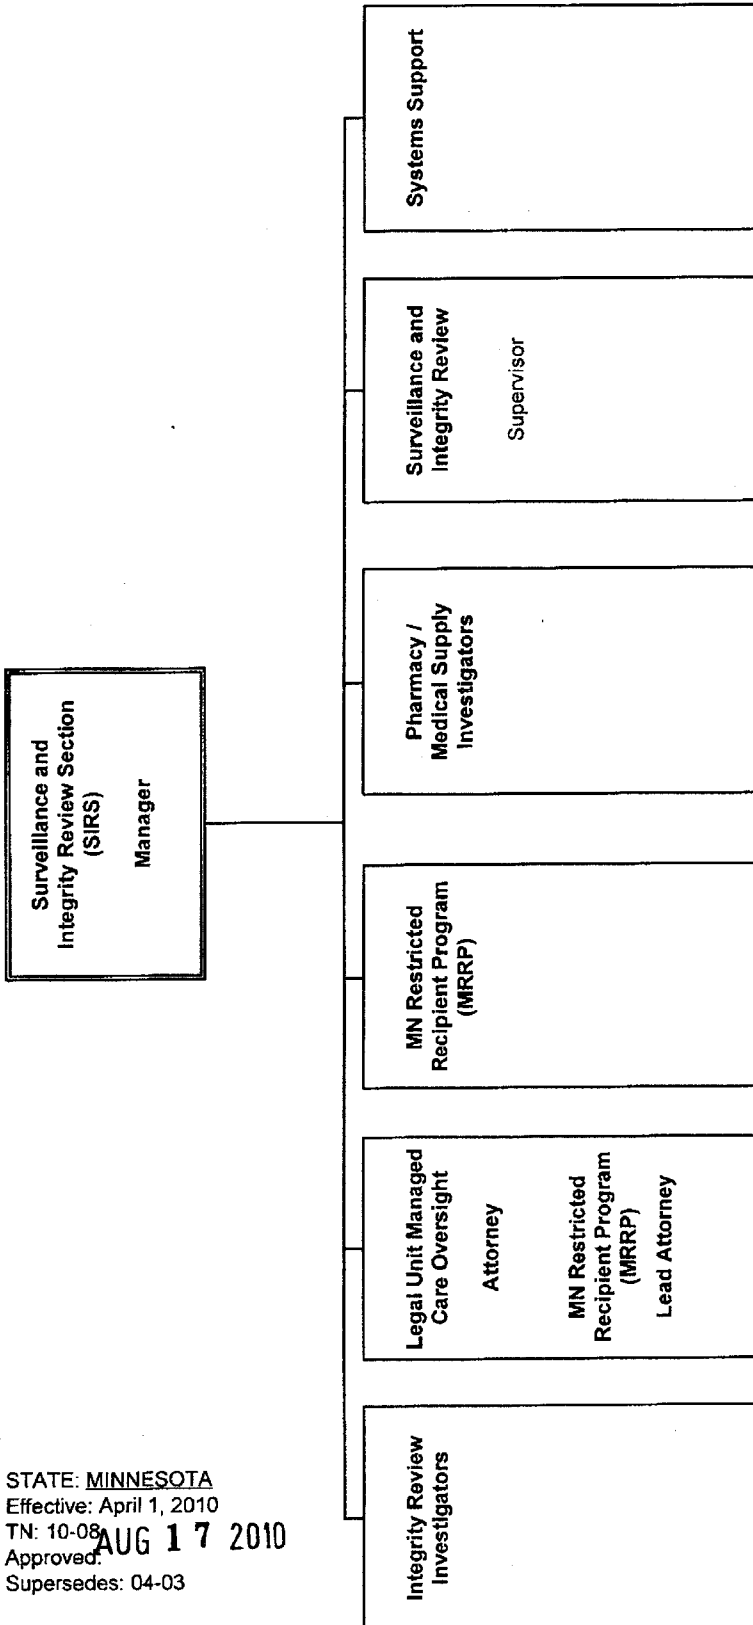 Surveillance and
Integrity Review Section
(SIRS)
Manager
Integrity Review
Investigators
Legal Unit Managed
Care Oversight
Attorney
MN Restricted
Recipient Program
(MRRP)
Lead Attorney
MN Restricted
Recipient Program
(MRRP)
Pharmacy /
Medical Supply
Investigators
Surveillance and
Integrity Review
Supervisor
Systems Support
STATE: MINNESOTA
Effective: April 1, 2010
TN: 10-08
Approved: AUG 17 2010
Supersedes: 04-03